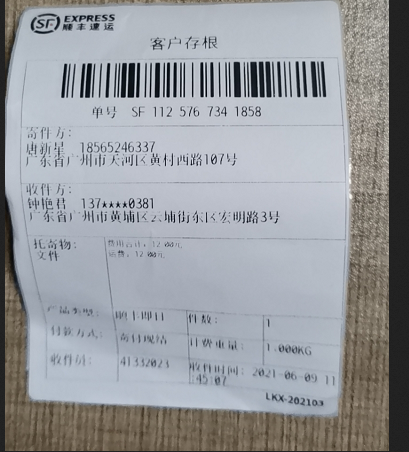 SF EXPRESS
顺丰速运
客户存根
单号 SF 112 576 734 1858
寄件方:
唐新星 18565246337
广东省广州市天河区黄村西路107号
收件方:
钟艳君 137****0381
广东省广州市黄埔区云埔街东区宏明路3号
托寄物: 费用合计: 12.00元
文件 运费: 12.00元
产品类型: 件数: 1
付款方式: 寄付现结 计费重量: 1.000KG
收件员: 41332023 收件时间: 2021-06-09 11
:45:07
LKX-202103